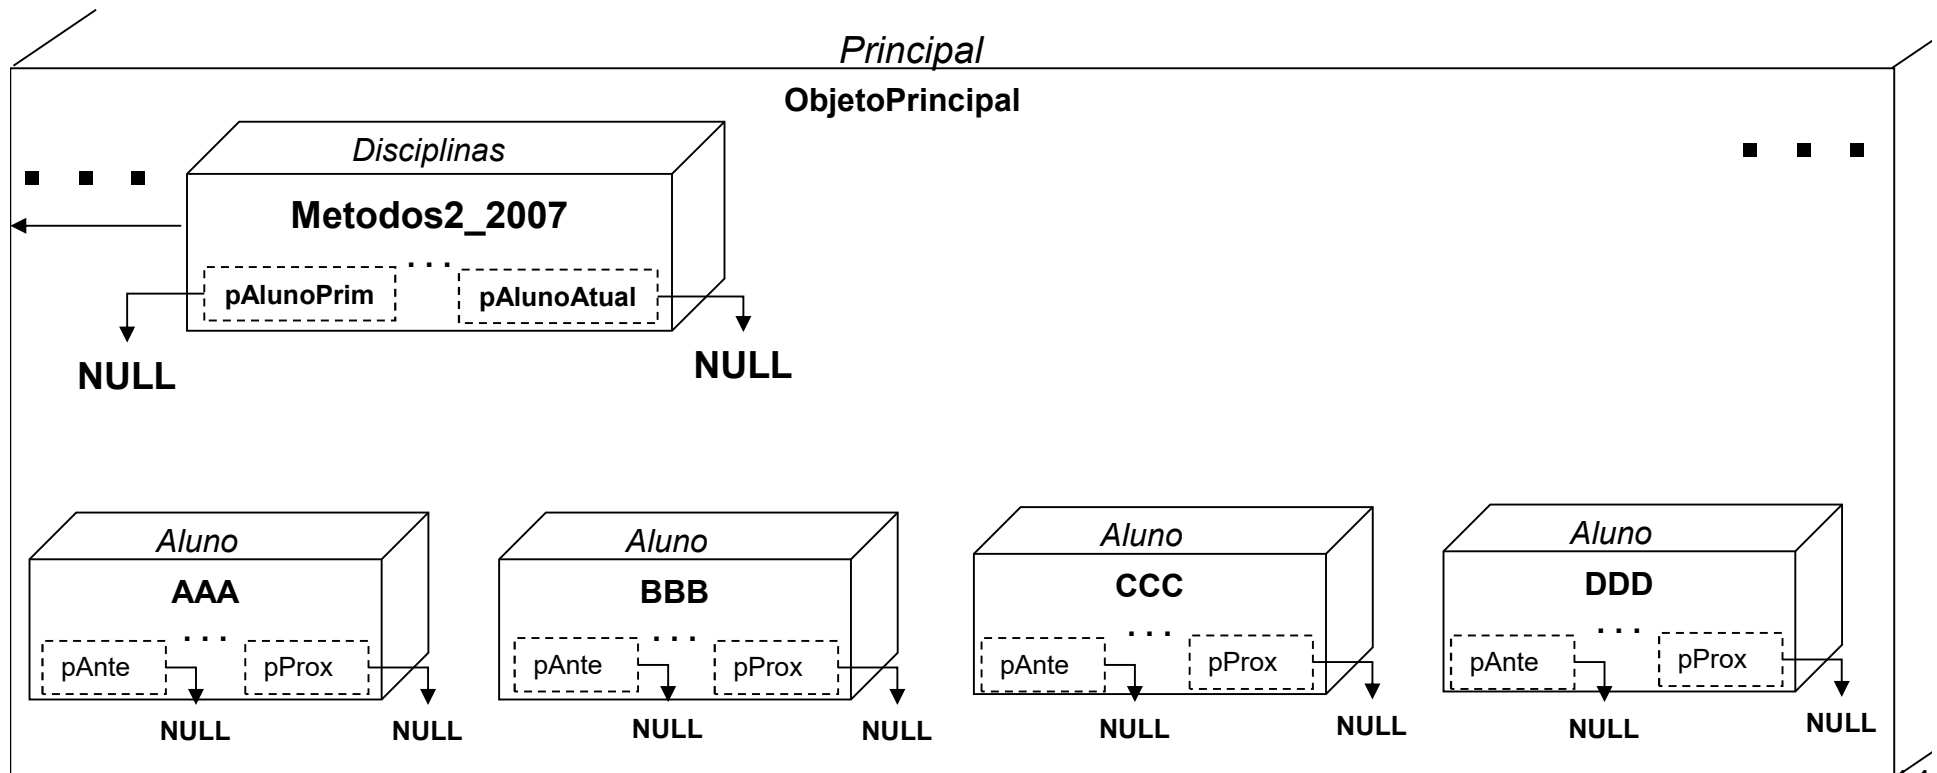 Principal
ObjetoPrincipal
Disciplinas
. . .
. . .
Metodos2_2007
. . .
pAlunoPrim
pAlunoAtual
NULL
NULL
Aluno
Aluno
Aluno
Aluno
AAA
BBB
CCC
DDD
. . .
. . .
. . .
. . .
pAnte
pProx
pAnte
pProx
pAnte
pProx
pAnte
pProx
NULL
NULL
NULL
NULL
NULL
NULL
NULL
NULL